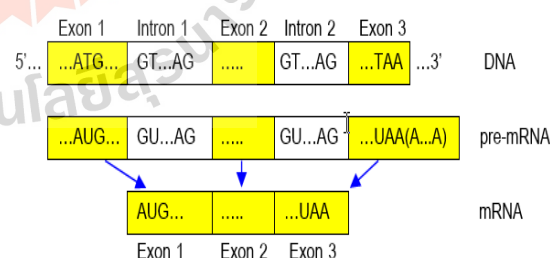 Exon 1 Intron 1 Exon 2 Intron 2 Exon 3
5'... ...ATG... GT...AG ..... GT...AG ...TAA ...3' DNA
...AUG... GU...AG ..... GU...AG ...UAA(A...A) pre-mRNA
AUG... ..... ...UAA mRNA
Exon 1 Exon 2 Exon 3